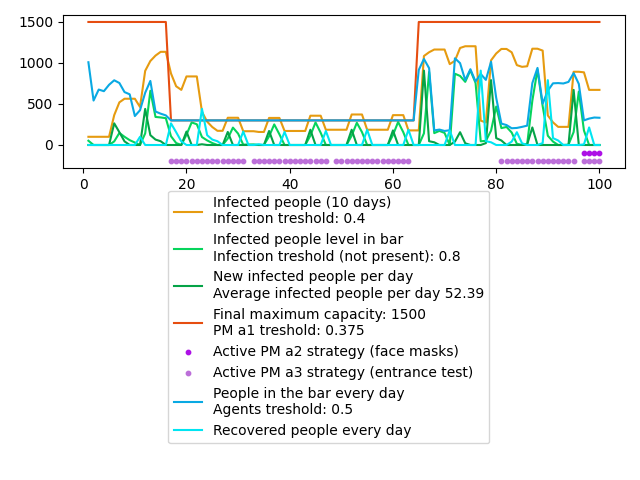 1500
1000
500
0
0 20 40 60 80 100
Infected people (10 days)
Infection treshold: 0.4
Infected people level in bar
Infection treshold (not present): 0.8
New infected people per day
Average infected people per day 52.39
Final maximum capacity: 1500
PM a1 treshold: 0.375
Active PM a2 strategy (face masks)
Active PM a3 strategy (entrance test)
People in the bar every day
Agents treshold: 0.5
Recovered people every day